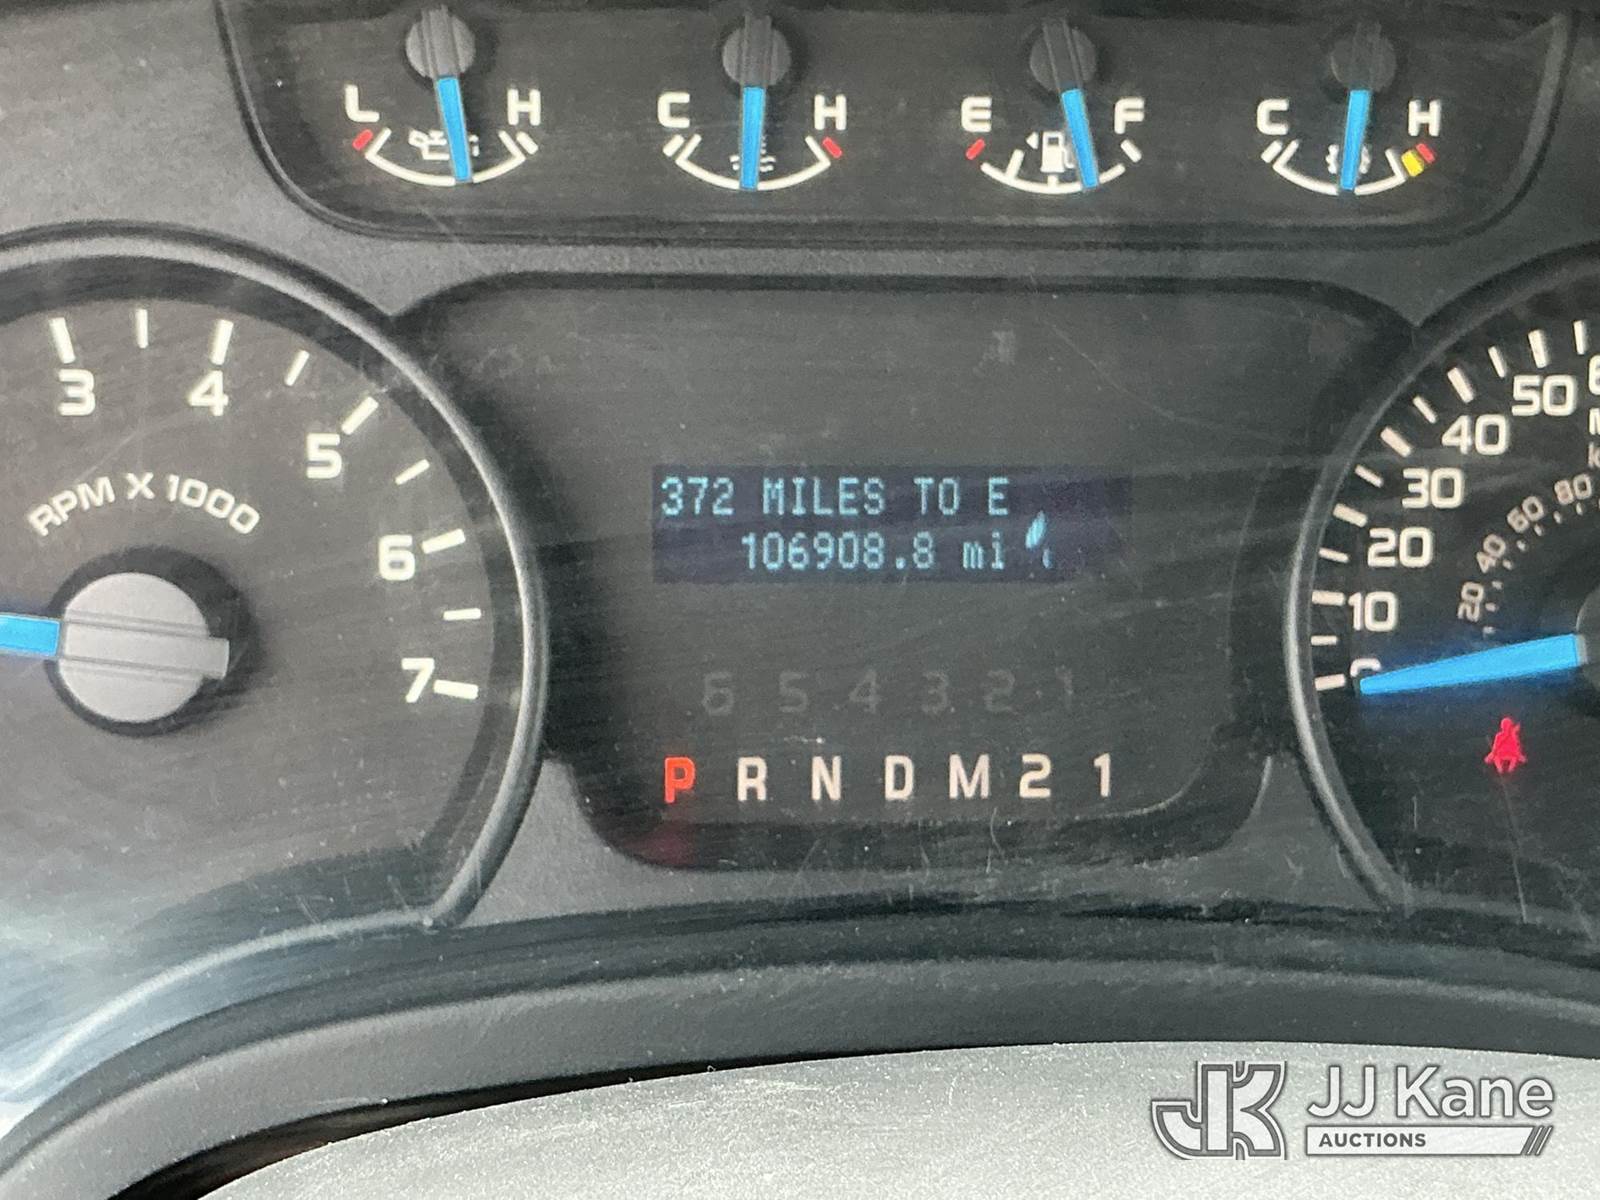 L H C H E F C H
3 4 5 6 7
RPM X 1000
372 MILES TO E
106908.8 mi
6 5 4 3 2 1
P R N D M 2 1
0 10 20 30 40 50
20 40 60 80
JJ Kane
AUCTIONS